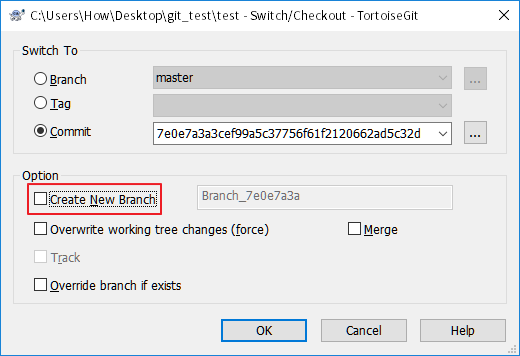 C:\Users\How\Desktop\git_test\test - Switch/Checkout - TortoiseGit
Switch To
Branch master ...
Tag
Commit 7e0e7a3a3cef99a5c37756f61f2120662ad5c32d ...
Option
Create New Branch Branch_7e0e7a3a
Overwrite working tree changes (force) Merge
Track
Override branch if exists
OK Cancel Help